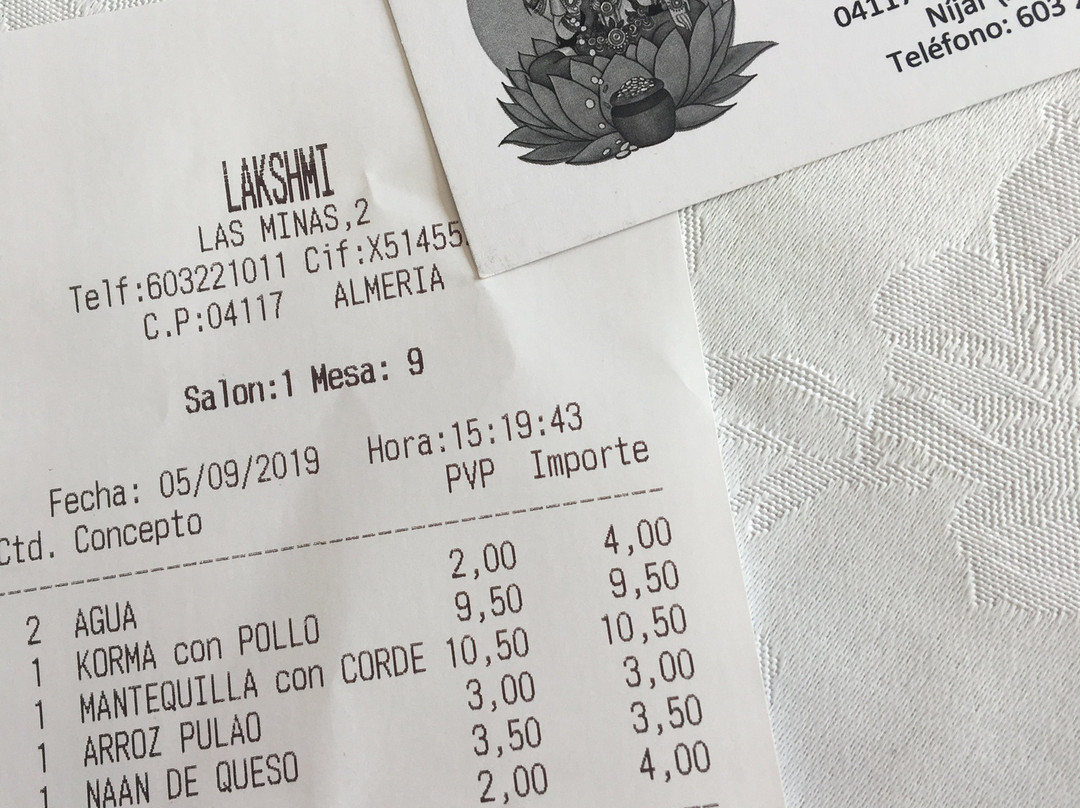 LAKSHMI
LAS MINAS,2
Telf:603221011 Cif:X51455
C.P:04117 ALMERIA
Salon:1 Mesa: 9
Fecha: 05/09/2019 Hora:15:19:43
Ctd. Concepto PVP Importe
2 AGUA 2,00 4,00
1 KORMA con POLLO 9,50 9,50
1 MANTEQUILLA con CORDE 10,50 10,50
1 ARROZ PULAO 3,00 3,00
1 NAAN DE QUESO 3,50 3,50
2,00 4,00
0411
Níjar
Teléfono: 603